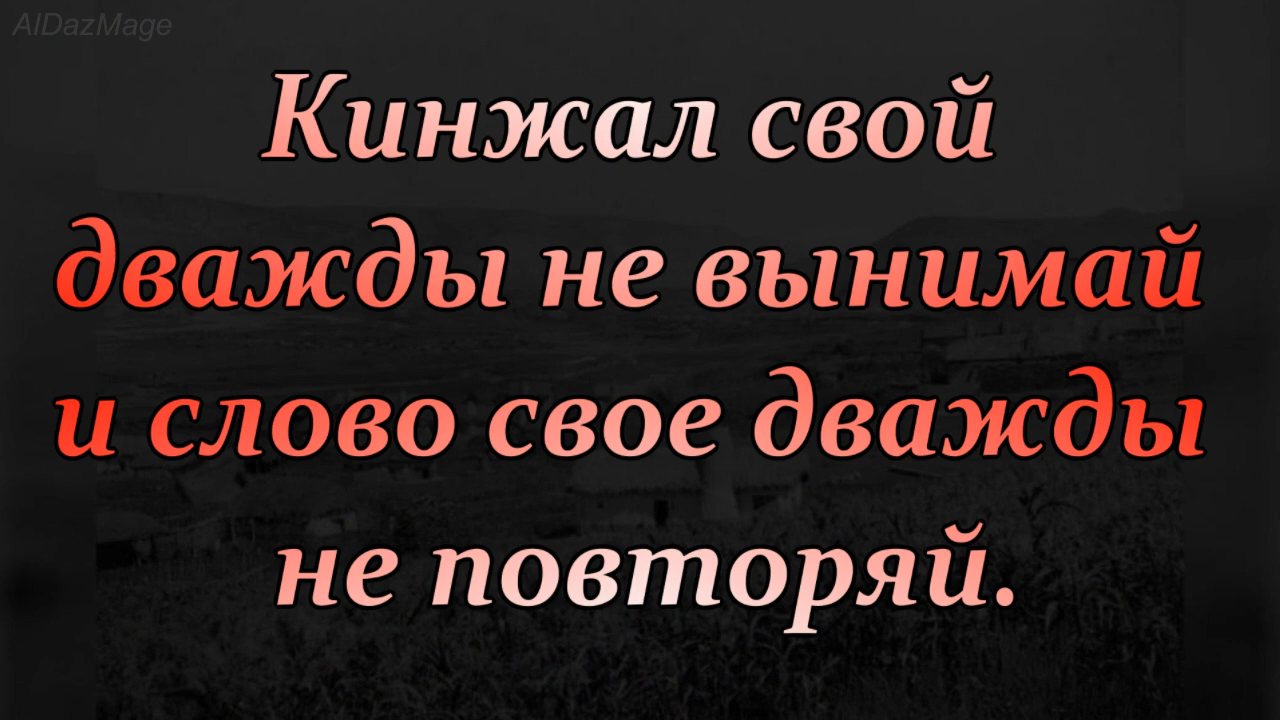 AlDazMage
Кинжал свой
дважды не вынимай
и слово свое дважды
не повторяй.